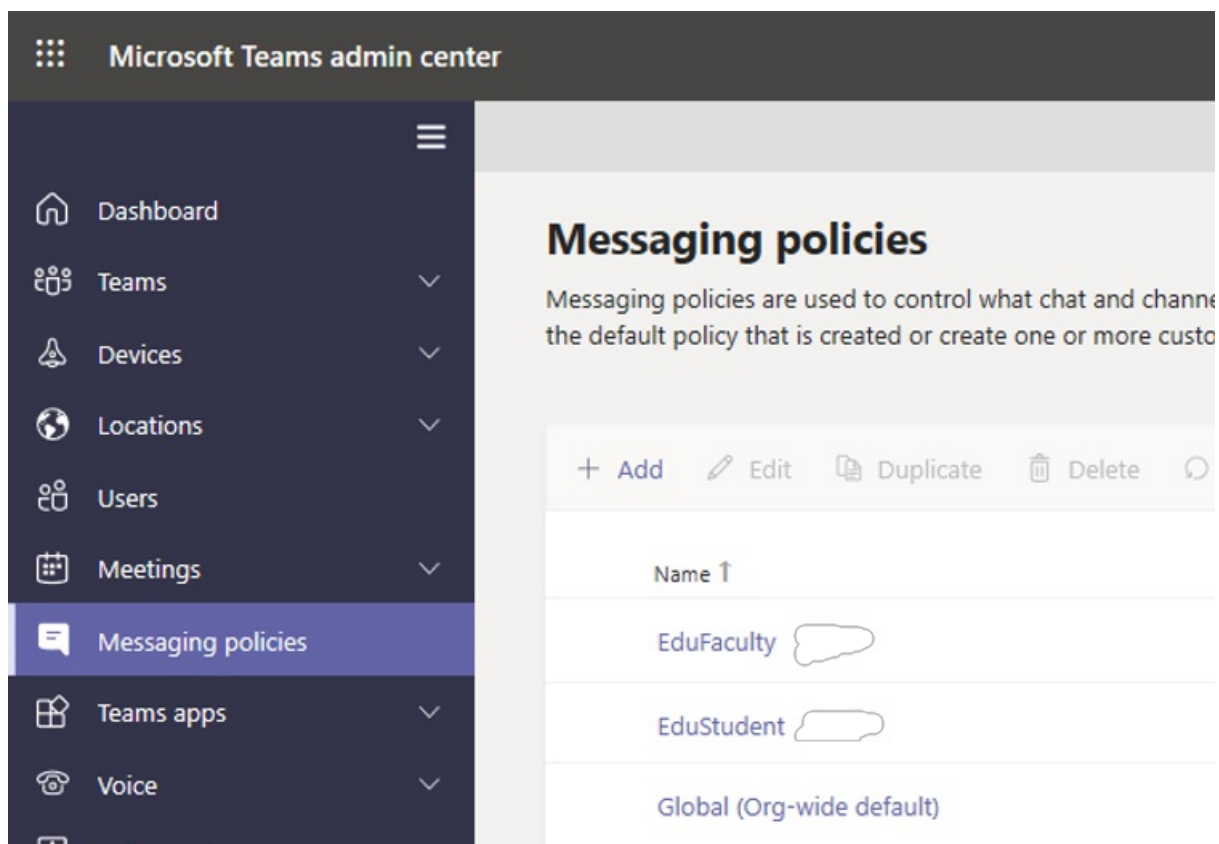 Microsoft Teams admin center
Dashboard
Teams
Devices
Locations
Users
Meetings
Messaging policies
Teams apps
Voice
Messaging policies
Messaging policies are used to control what chat and channe
the default policy that is created or create one or more custo
+ Add Edit Duplicate Delete
Name ↑
EduFaculty
EduStudent
Global (Org-wide default)